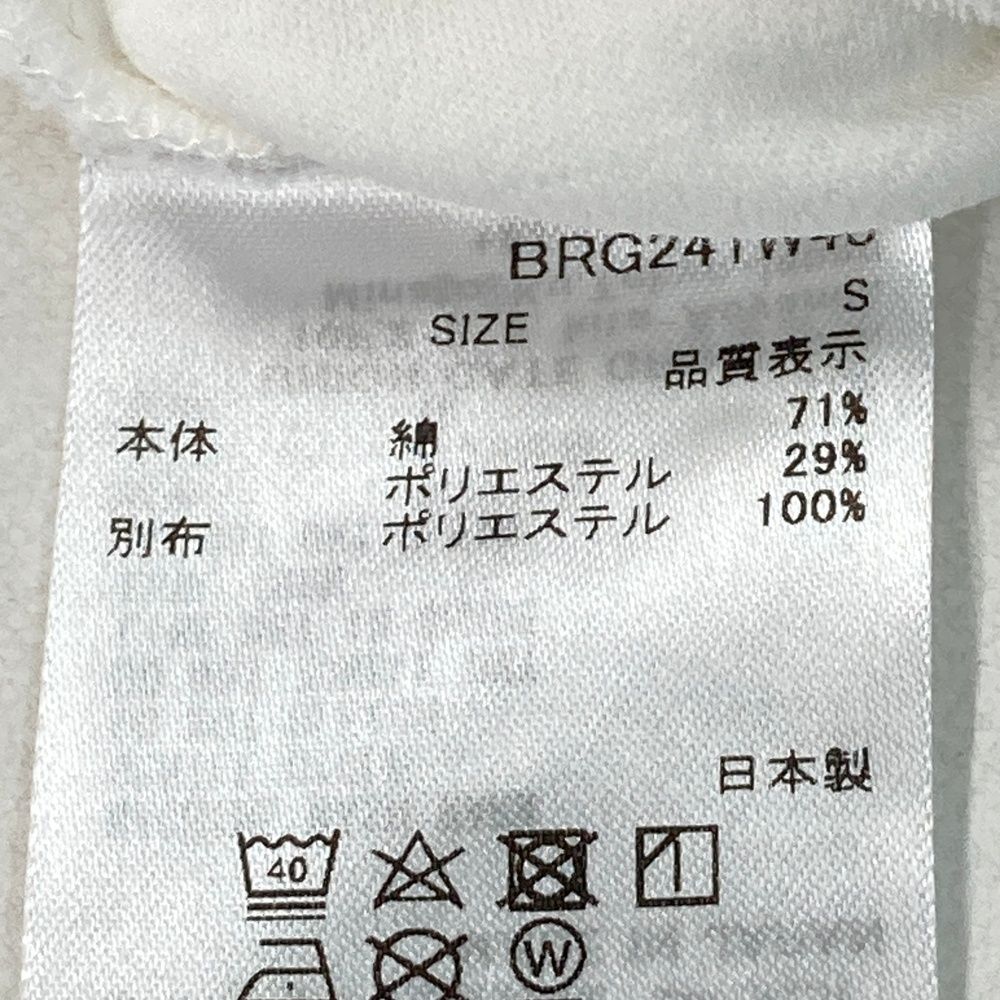 BRG241W48
SIZE S
品質表示
本体 綿 71%
ポリエステル 29%
別布 ポリエステル 100%
日本製
40
W